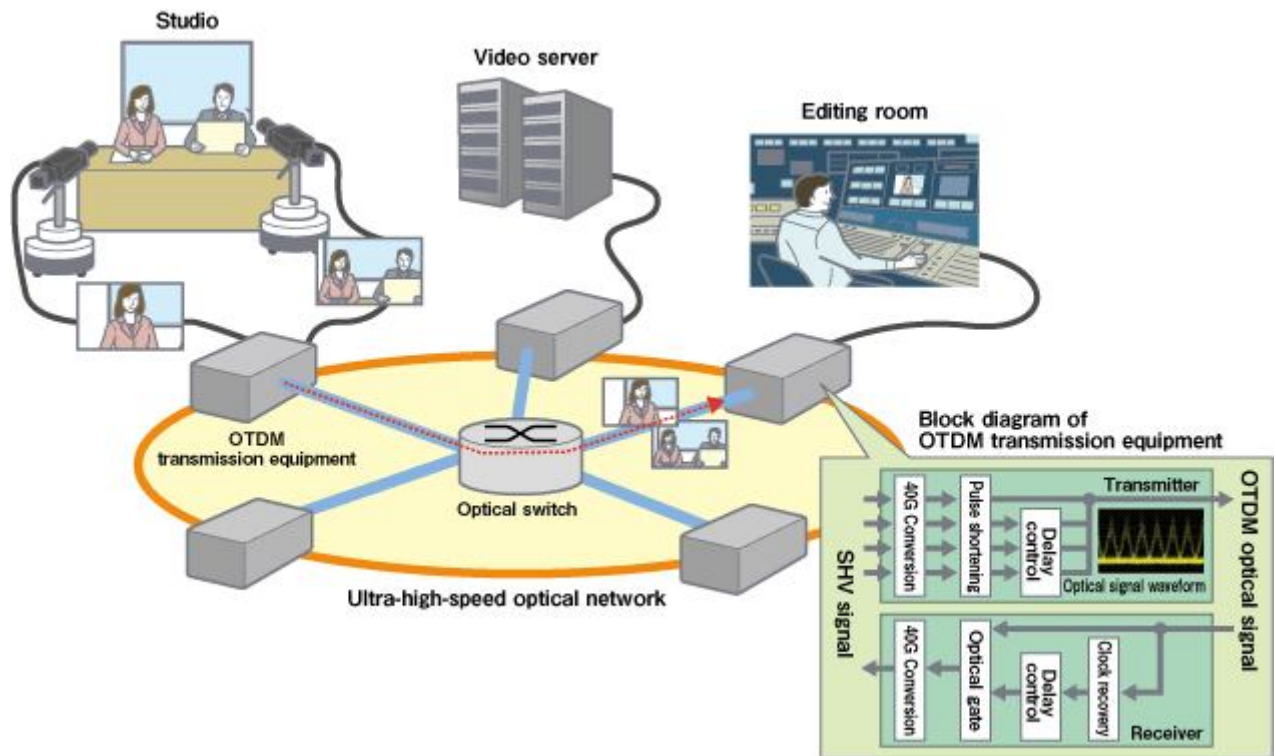 Studio
Video server
Editing room
OTDM
transmission equipment
Optical switch
Ultra-high-speed optical network
Block diagram of
OTDM transmission equipment
SHV signal
40G Conversion
Pulse shortening
Delay
control
Transmitter
Optical signal waveform
OTDM optical signal
40G Conversion
Optical gate
Delay
control
Clock recovery
Receiver